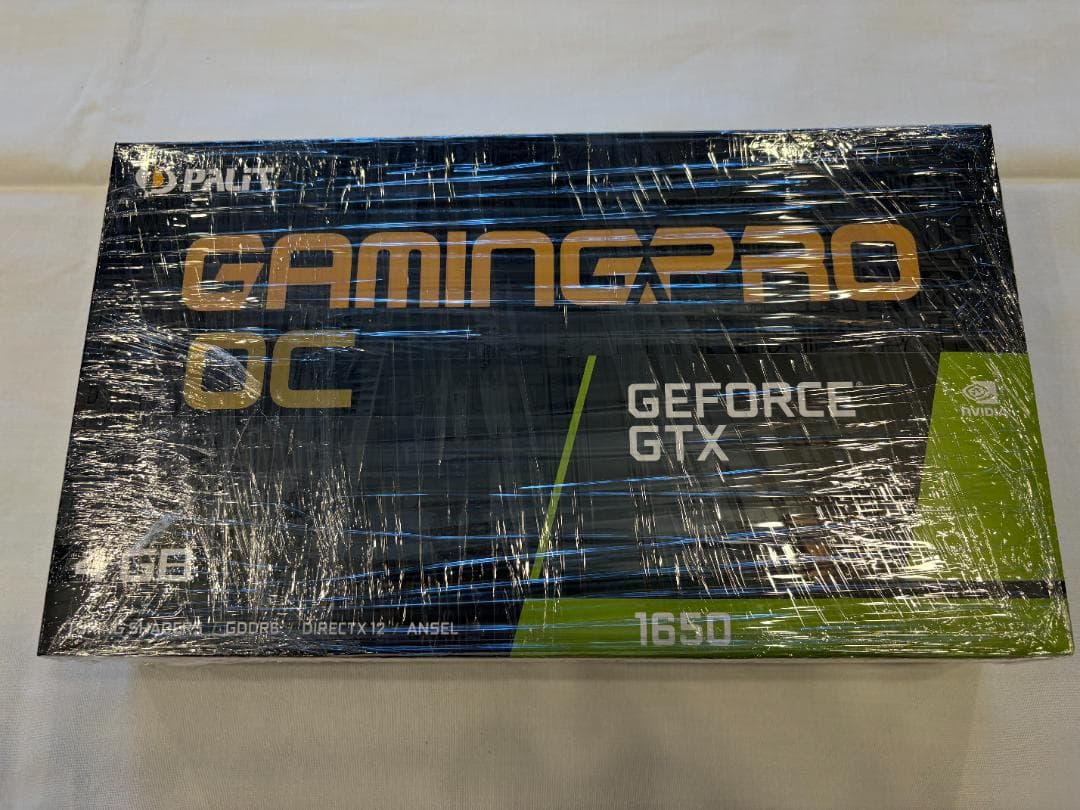 PALIT
GAMINGPRO
OC
GEFORCE
GTX
NVIDIA
4GB
GDDR6 DIRECTX 12 ANSEL
1650